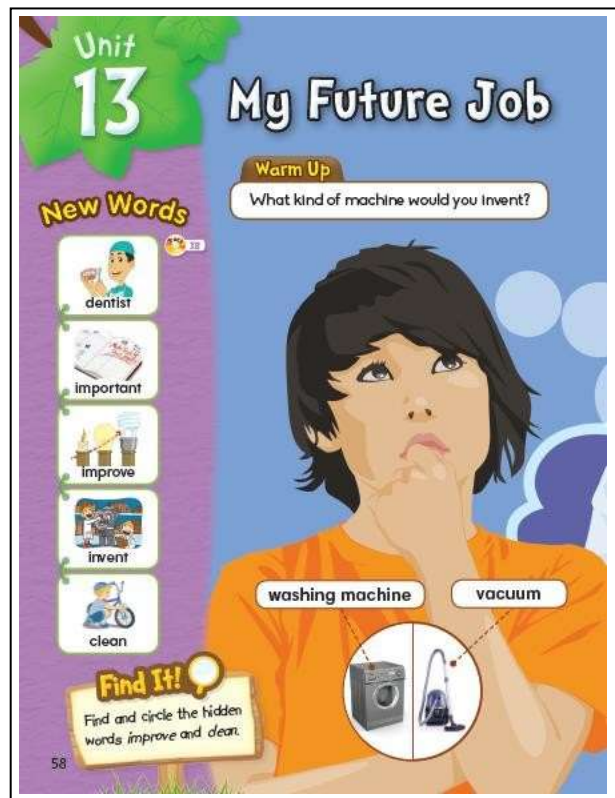 Unit
13
My Future Job
Warm Up
What kind of machine would you invent?
New Words
38
dentist
important
improve
invent
clean
washing machine
vacuum
Find It!
Find and circle the hidden
words improve and clean.
58